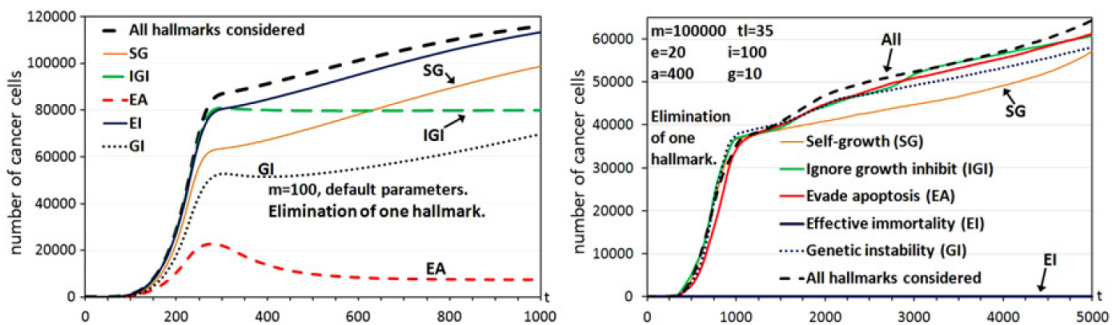 number of cancer cells
120000
100000
80000
60000
40000
20000
0
0 200 400 600 800 1000 t
All hallmarks considered
SG
IGI
EA
EI
GI
SG
IGI
GI
m=100, default parameters.
Elimination of one hallmark.
EA
number of cancer cells
60000
50000
40000
30000
20000
10000
0
0 1000 2000 3000 4000 5000
t
m=100000 tl=35
e=20 i=100
a=400 g=10
All
Elimination
of one
hallmark.
SG
Self-growth (SG)
Ignore growth inhibit (IGI)
Evade apoptosis (EA)
Effective immortality (EI)
Genetic instability (GI)
All hallmarks considered
EI